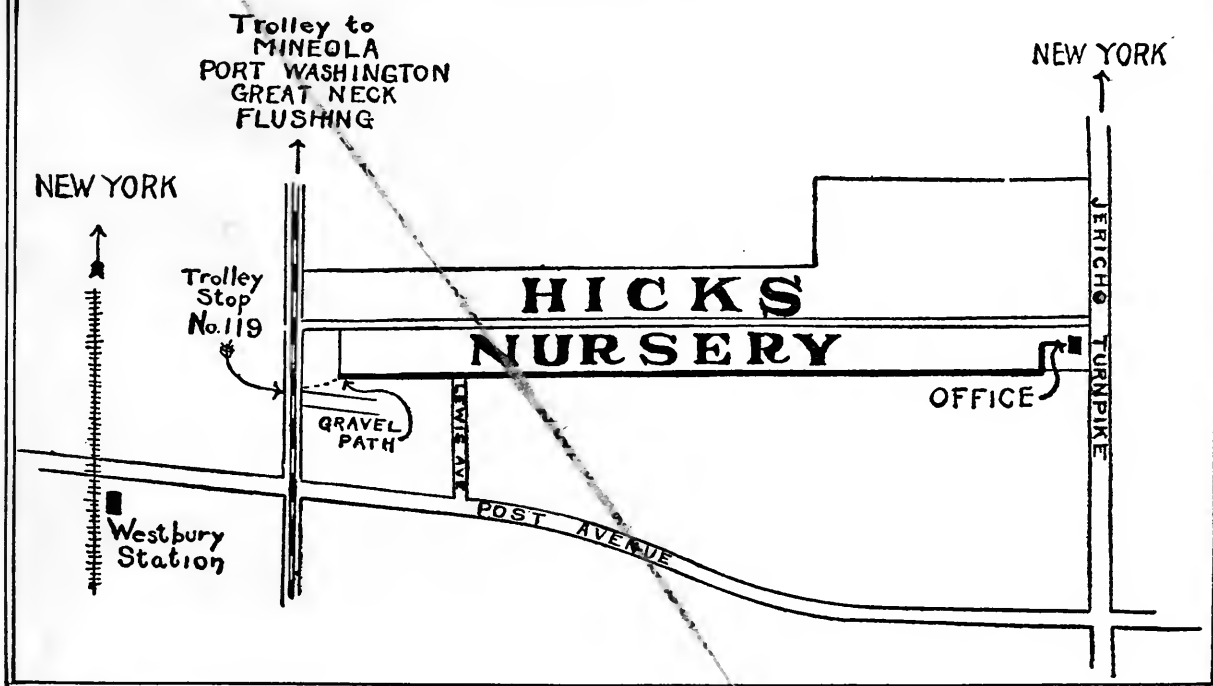 Trolley to
MINEOLA
PORT WASHINGTON
GREAT NECK
FLUSHING
NEW YORK
NEW YORK
Trolley
Stop
No. 119
HICKS
NURSERY
JERICHO TURNPIKE
OFFICE
GRAVEL
PATH
LEWIS AVE
POST AVENUE
Westbury
Station